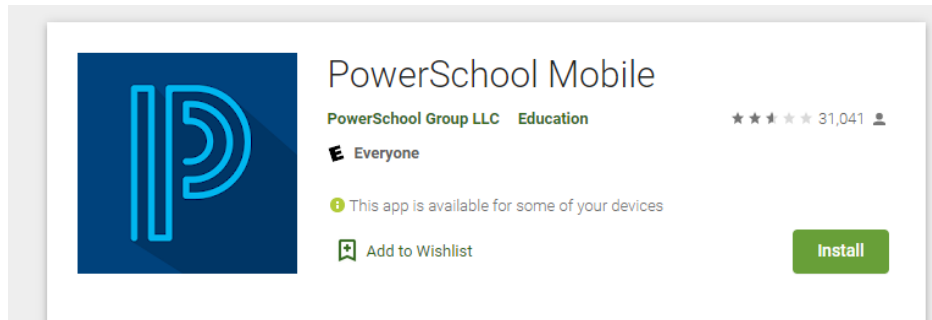 PowerSchool Mobile
PowerSchool Group LLC Education 31,041
E Everyone
This app is available for some of your devices
Add to Wishlist
Install